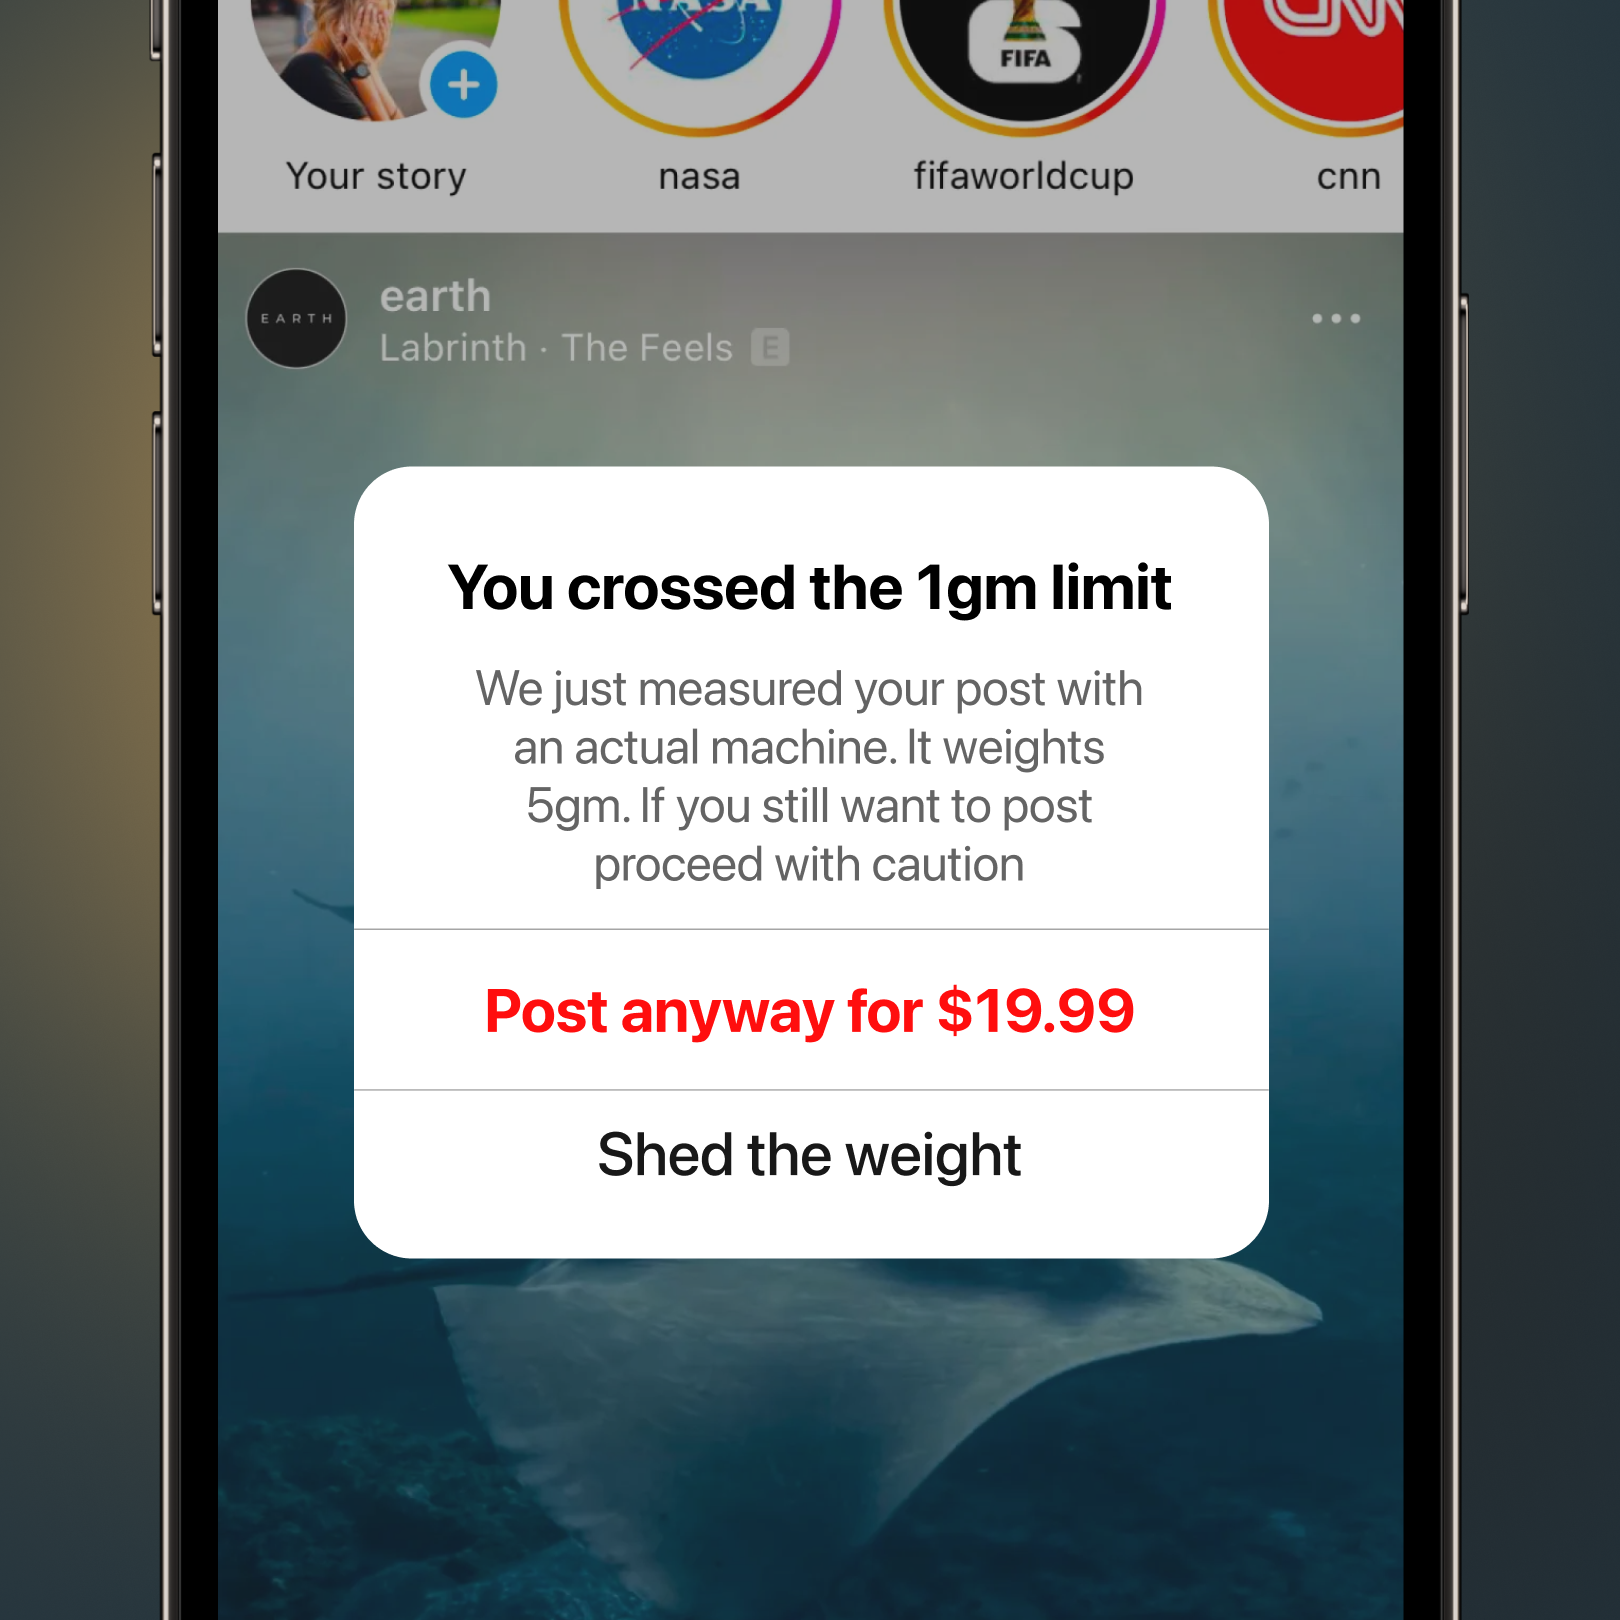 NASA
FIFA
CNN
Your story
nasa
fifaworldcup
cnn
EARTH
earth
Labrinth · The Feels E
You crossed the 1gm limit
We just measured your post with
an actual machine. It weights
5gm. If you still want to post
proceed with caution
Post anyway for $19.99
Shed the weight